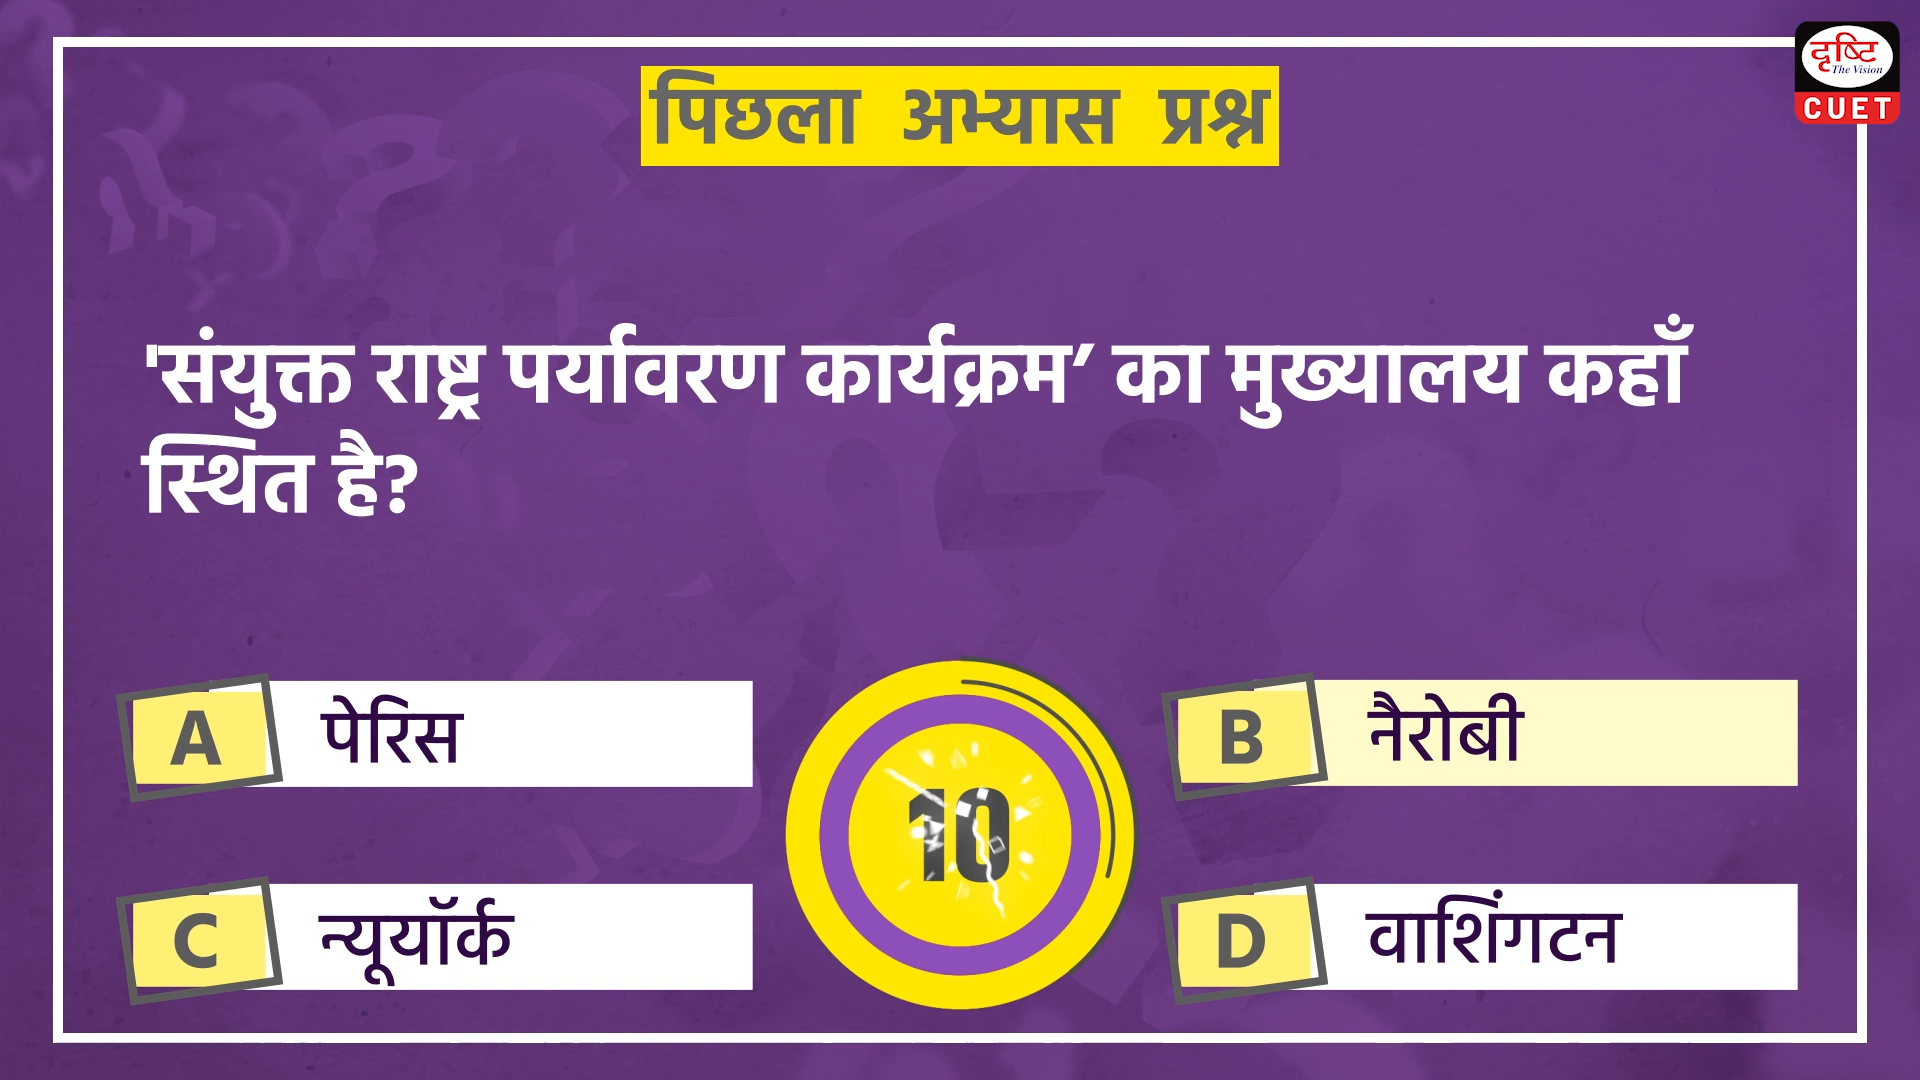 दृष्टि
The Vision
CUET
पिछला अभ्यास प्रश्न
'संयुक्त राष्ट्र पर्यावरण कार्यक्रम’ का मुख्यालय कहाँ
स्थित है?
A पेरिस
B नैरोबी
10
C न्यूयॉर्क
D वाशिंगटन